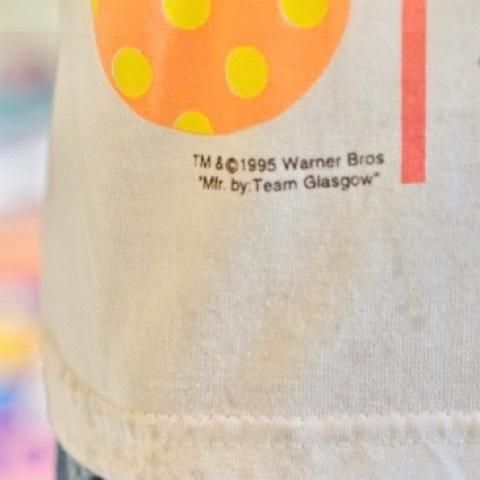 TM & ©1995 Warner Bros
"Mfr. by: Team Glasgow"